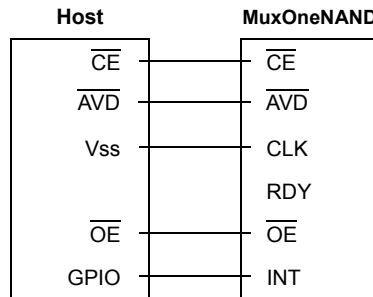 Host MuxOneNAND
CE CE
AVD AVD
Vss CLK
RDY
OE OE
GPIO INT